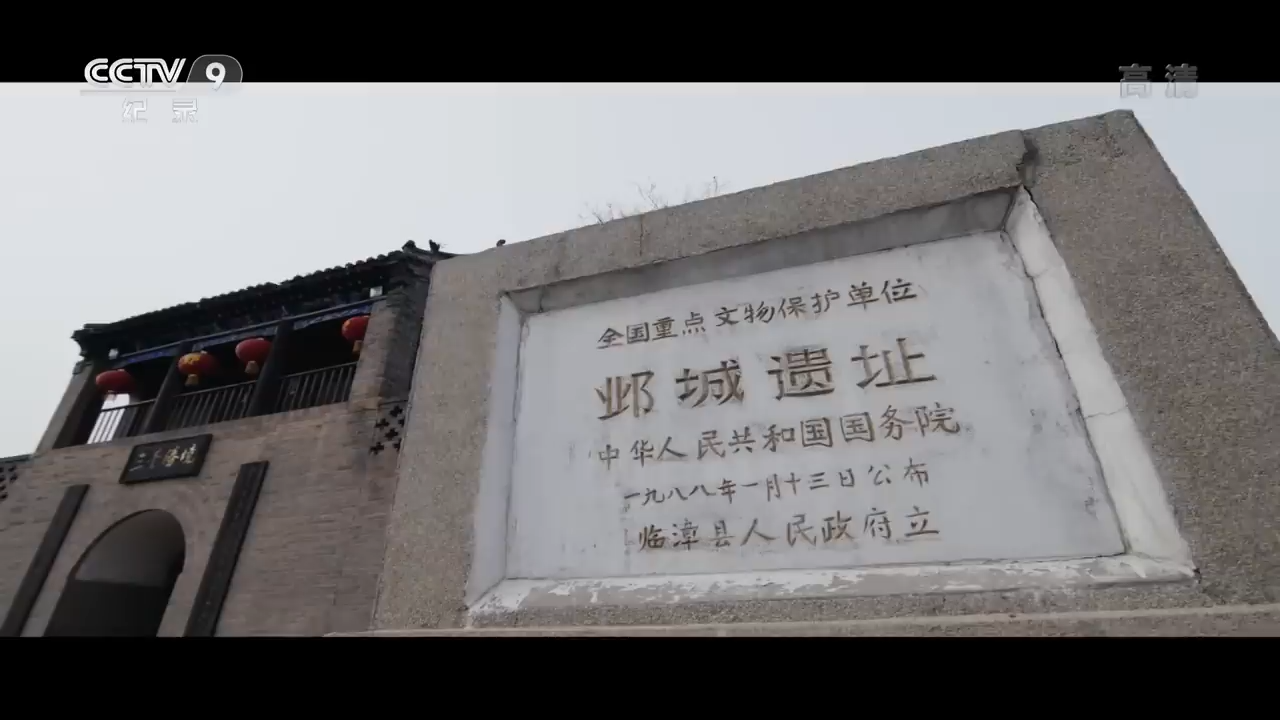 CCTV 9
纪录
高清
全国重点文物保护单位
邺城遗址
中华人民共和国国务院
一九八八年一月十三日公布
临漳县人民政府立